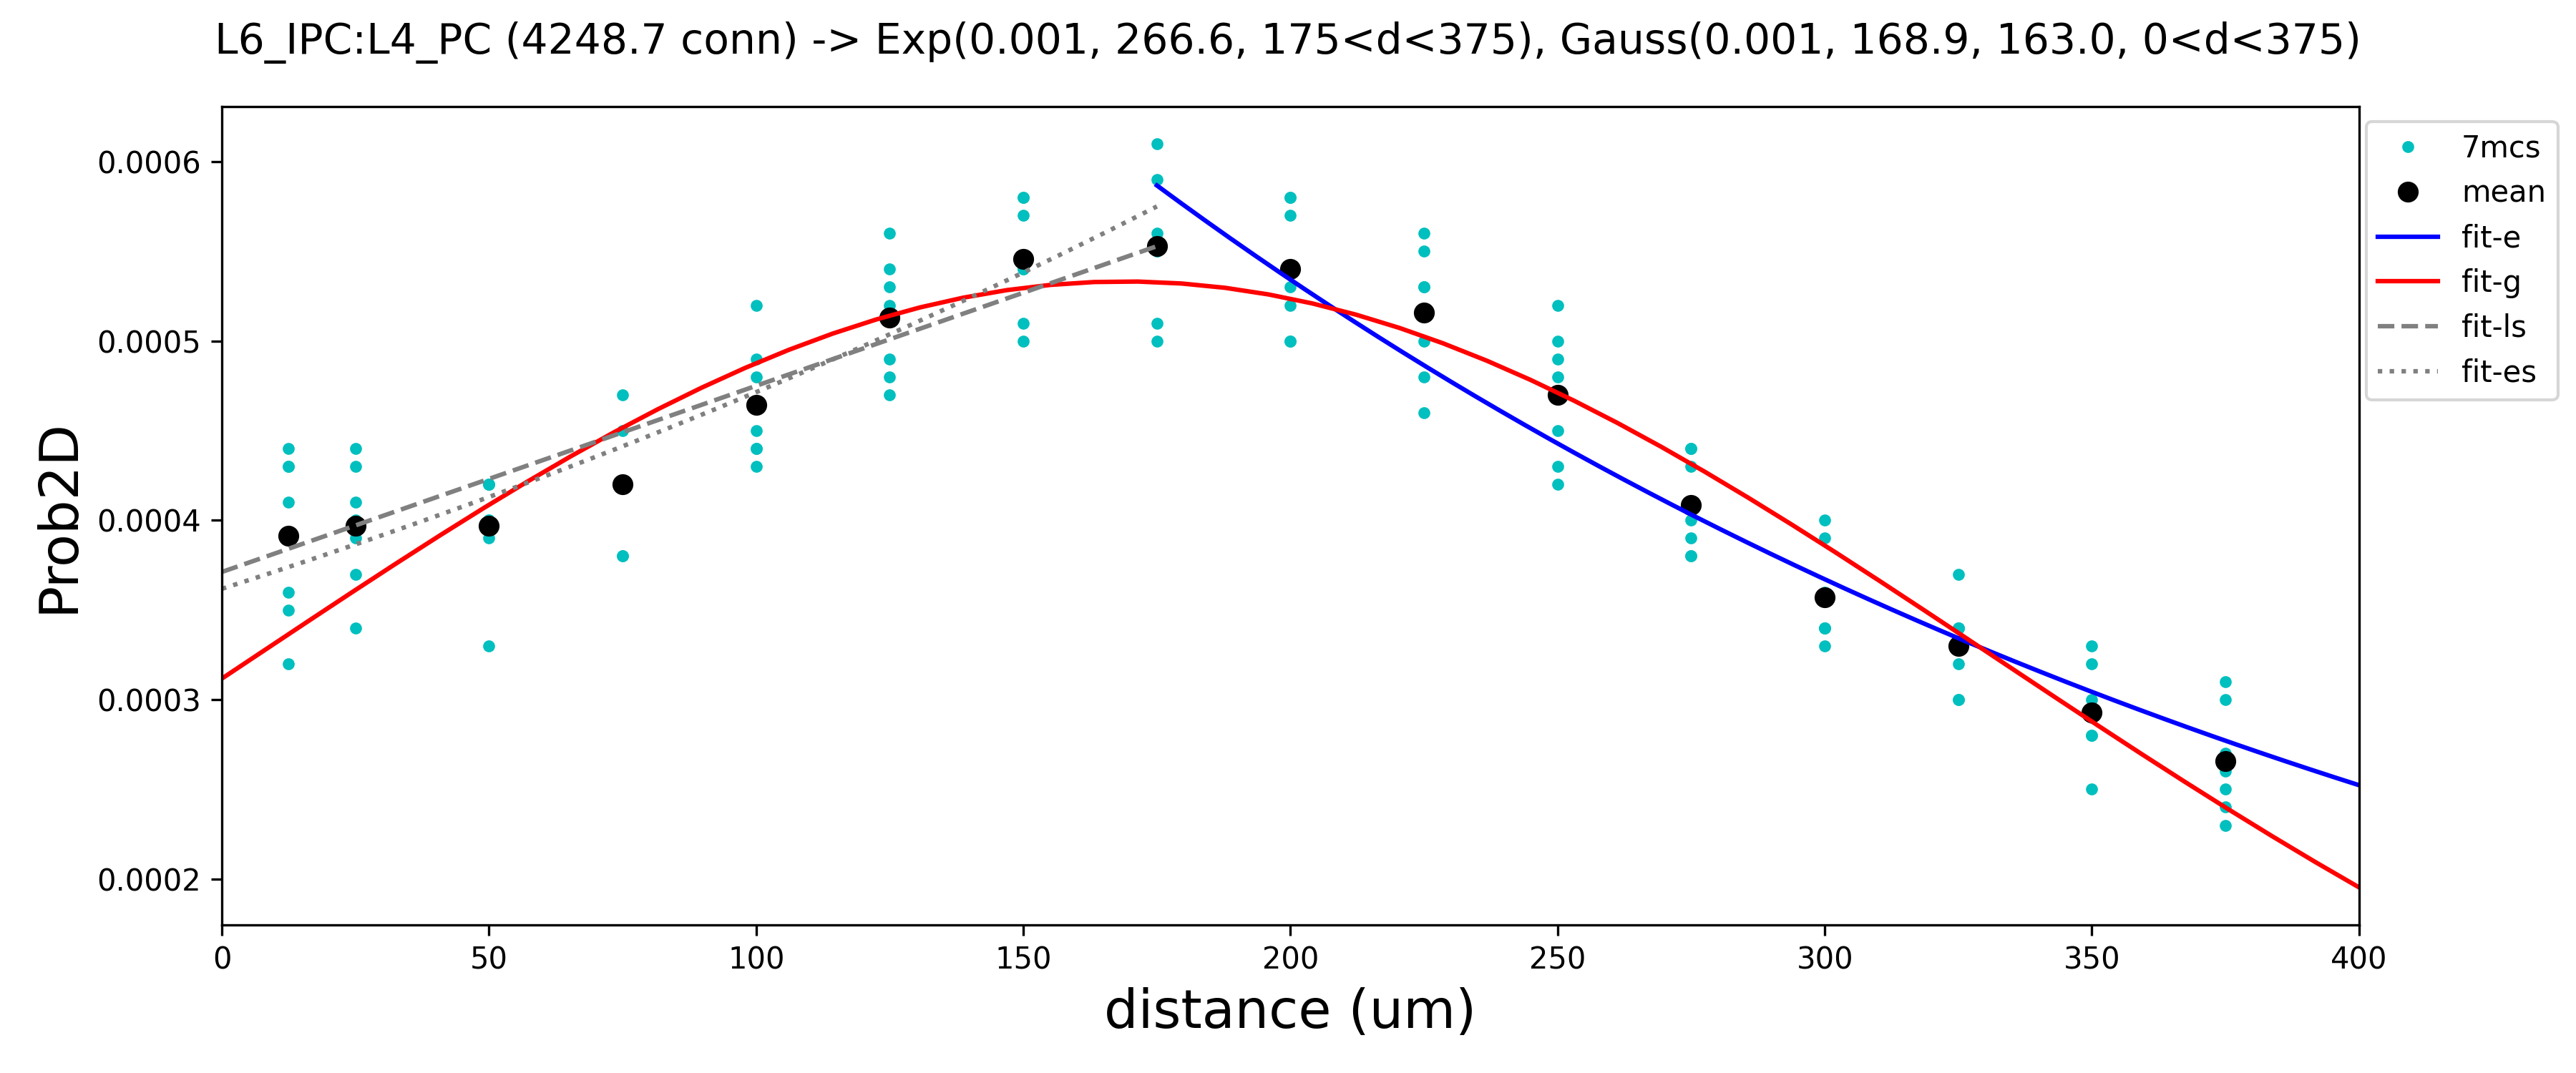 L6_IPC:L4_PC (4248.7 conn) -> Exp(0.001, 266.6, 175<d<375), Gauss(0.001, 168.9, 163.0, 0<d<375)
Prob2D
0.0006
0.0005
0.0004
0.0003
0.0002
0 50 100 150 200 250 300 350 400
distance (um)
7mcs
mean
fit-e
fit-g
fit-ls
fit-es